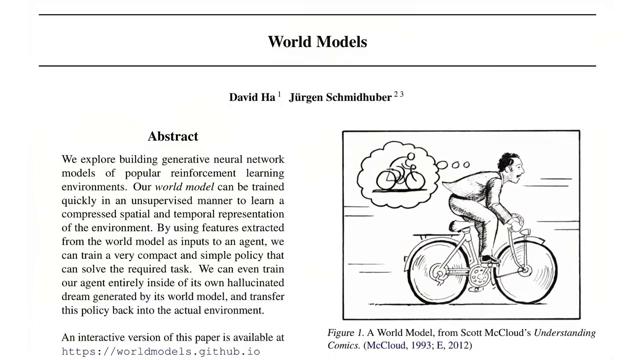 World Models
David Ha 1 Jürgen Schmidhuber 2 3
Abstract
We explore building generative neural network
models of popular reinforcement learning
environments. Our world model can be trained
quickly in an unsupervised manner to learn a
compressed spatial and temporal representation
of the environment. By using features extracted
from the world model as inputs to an agent, we
can train a very compact and simple policy that
can solve the required task. We can even train
our agent entirely inside of its own hallucinated
dream generated by its world model, and transfer
this policy back into the actual environment.
An interactive version of this paper is available at
https://worldmodels.github.io
Figure 1. A World Model, from Scott McCloud's Understanding
Comics. (McCloud, 1993; E, 2012)